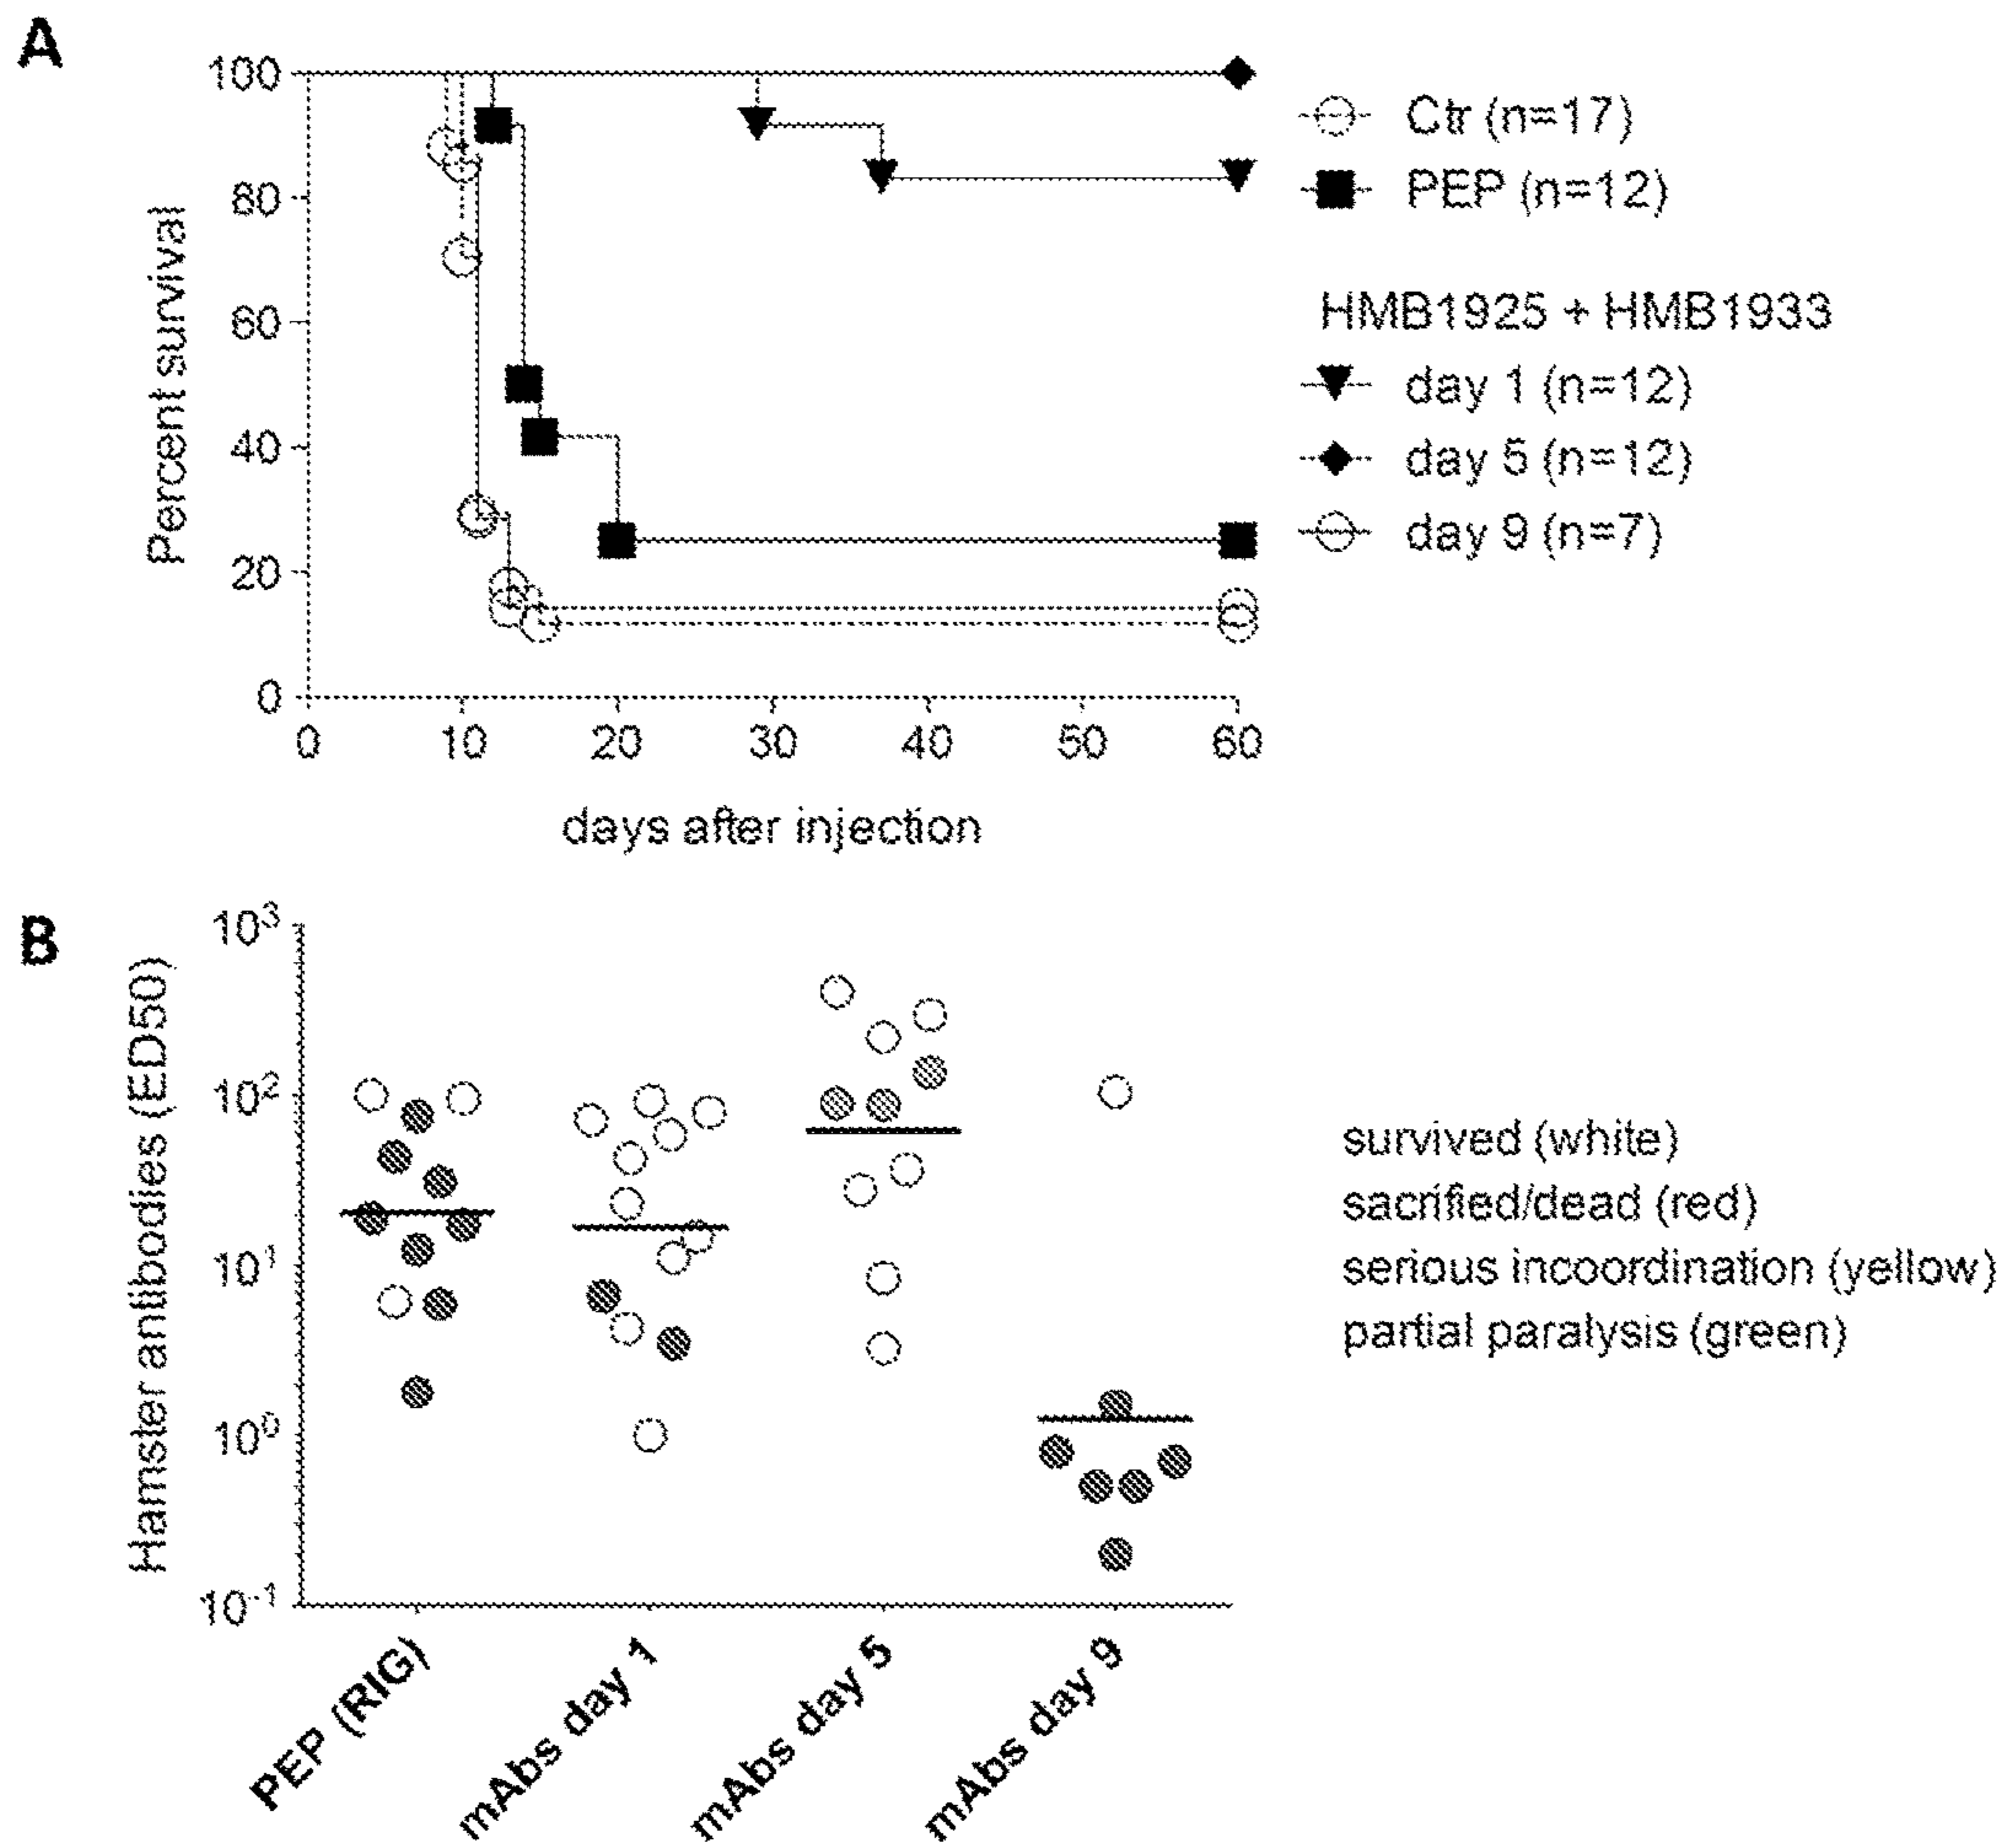 A
100
80
60
40
20
0
Percent survival
0 10 20 30 40 50 60
days after injection
Ctr (n=17)
PEP (n=12)
HMB1925 + HMB1933
day 1 (n=12)
day 5 (n=12)
day 9 (n=7)
B
10³
10²
10¹
10⁰
10⁻¹
Hamster antibodies (ED50)
PEP (RIG)
mAbs day 1
mAbs day 5
mAbs day 9
survived (white)
sacrified/dead (red)
serious incoordination (yellow)
partial paralysis (green)